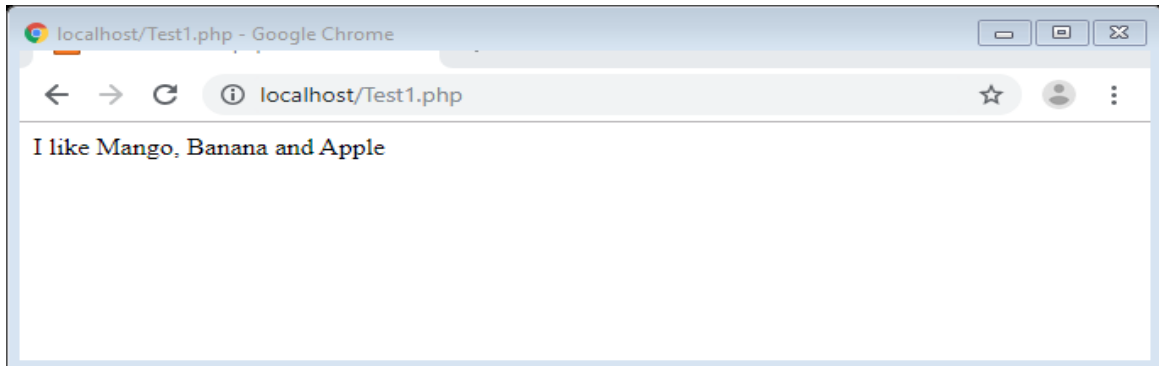 localhost/Test1.php - Google Chrome
localhost/Test1.php
I like Mango, Banana and Apple